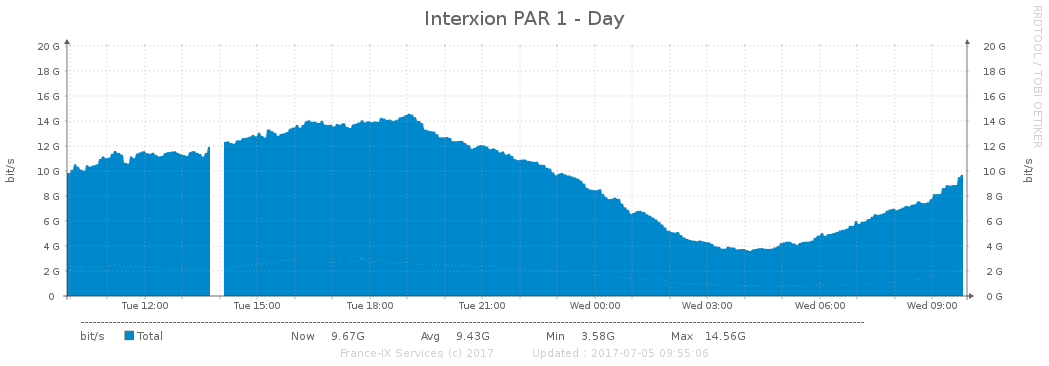 Interxion PAR 1 - Day
RRDTOOL / TOBI OETIKER
20 G 20 G
18 G 18 G
16 G 16 G
14 G 14 G
12 G 12 G
10 G 10 G
8 G 8 G
6 G 6 G
4 G 4 G
2 G 2 G
0 0 G
bit/s bit/s
Tue 12:00 Tue 15:00 Tue 18:00 Tue 21:00 Wed 00:00 Wed 03:00 Wed 06:00 Wed 09:00
bit/s Total Now 9.67G Avg 9.43G Min 3.58G Max 14.56G
France-IX Services (c) 2017 Updated : 2017-07-05 09:55:06